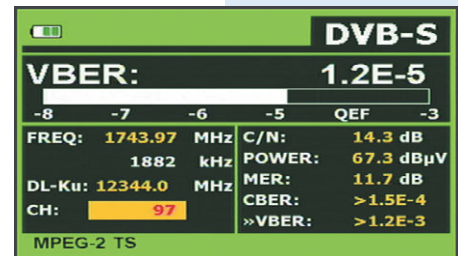 DVB-S
VBER: 1.2E-5
-8 -7 -6 -5 QEF -3
FREQ: 1743.97 MHz
1882 kHz
DL-Ku: 12344.0 MHz
CH: 97
C/N: 14.3 dB
POWER: 67.3 dBµV
MER: 11.7 dB
CBER: >1.5E-4
»VBER: >1.2E-3
MPEG-2 TS